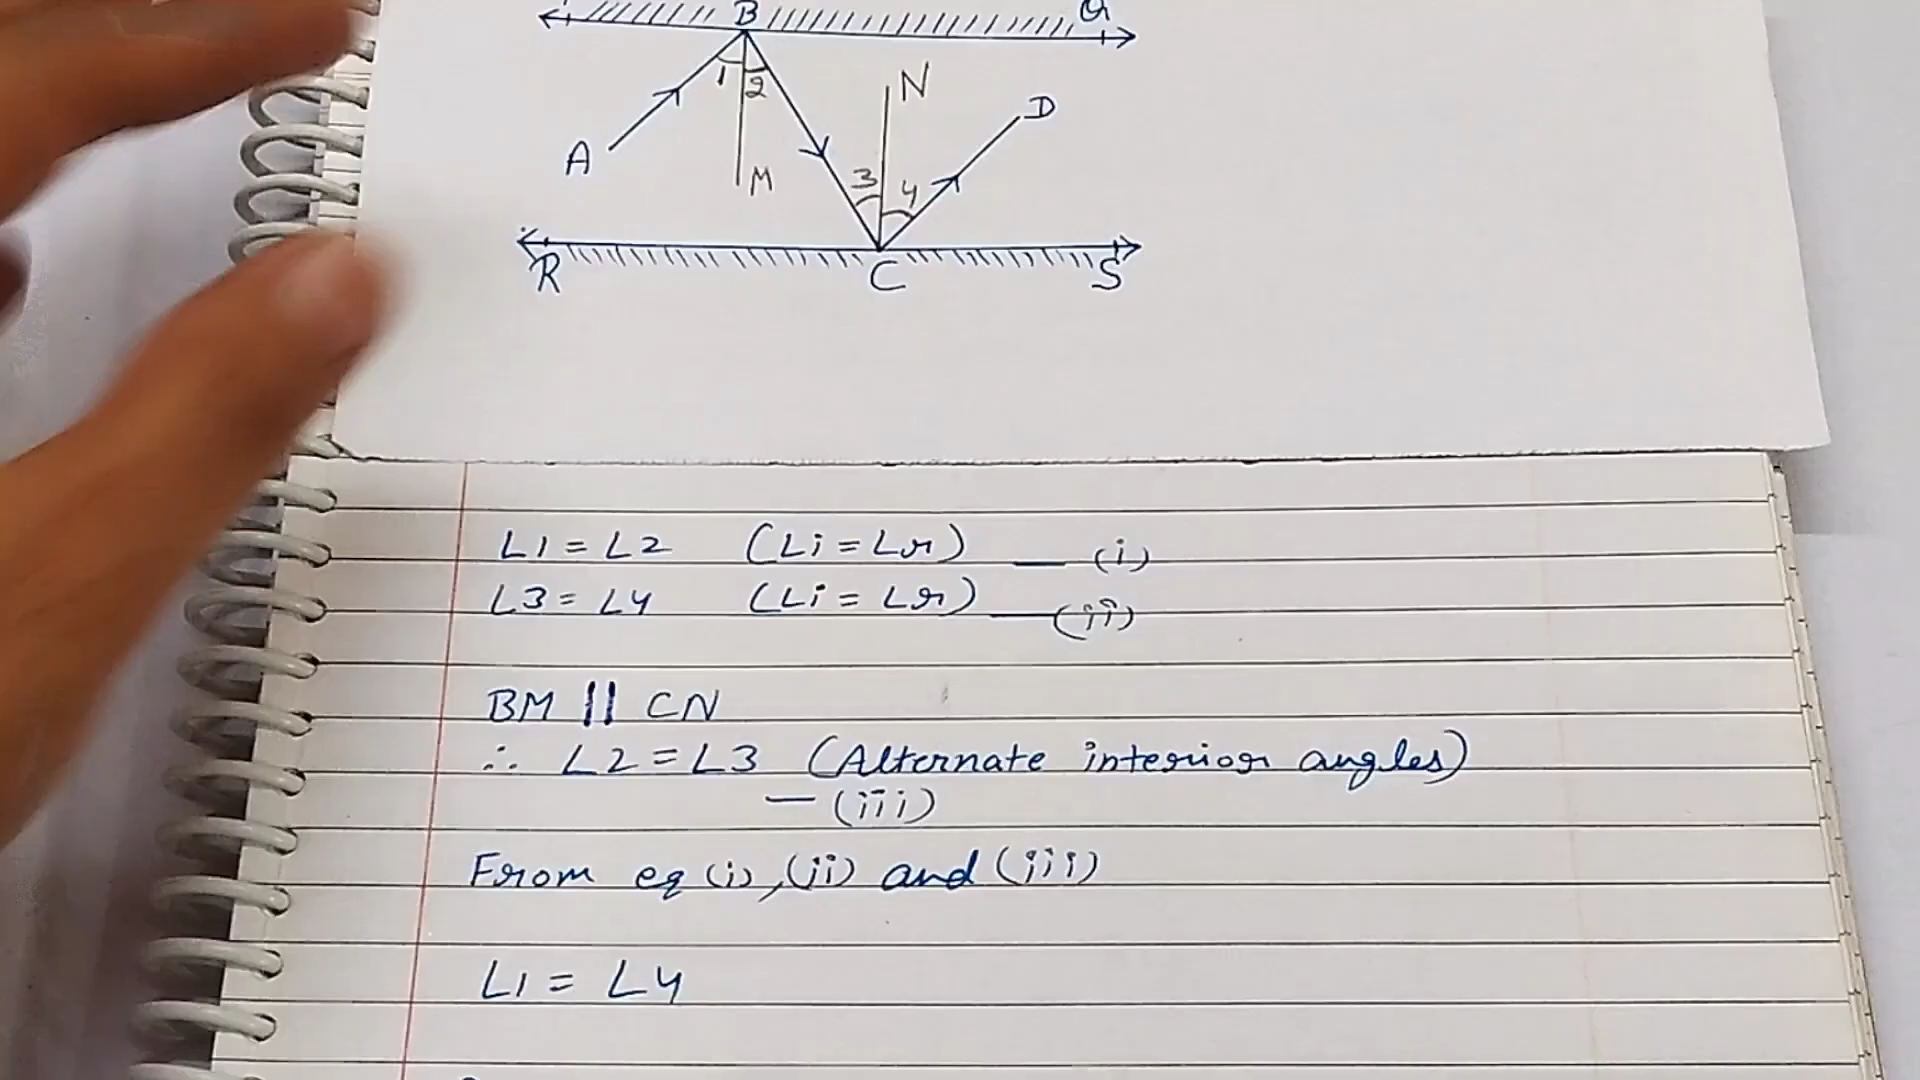 B Q
1 2 N D
A M 3 4
R C S
∠1 = ∠2 (∠i = ∠r) — (i)
∠3 = ∠4 (∠i = ∠r) — (ii)
BM || CN
∴ ∠2 = ∠3 (Alternate interior angles)
— (iii)
From eq (i), (ii) and (iii)
∠1 = ∠4